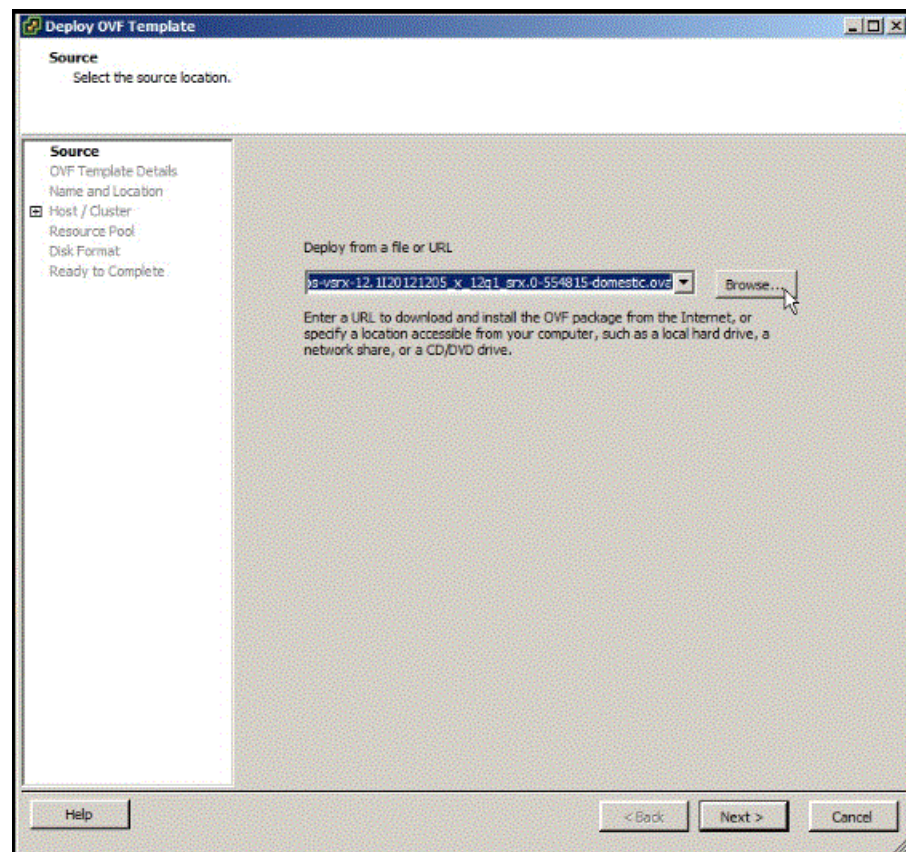 Deploy OVF Template
Source
Select the source location.
Source
OVF Template Details
Name and Location
Host / Cluster
Resource Pool
Disk Format
Ready to Complete
Deploy from a file or URL
os-vsrx-12.1I20121205_x_12q1_srx.0-554815-domestic.ova
Browse...
Enter a URL to download and install the OVF package from the Internet, or
specify a location accessible from your computer, such as a local hard drive, a
network share, or a CD/DVD drive.
Help
< Back
Next >
Cancel